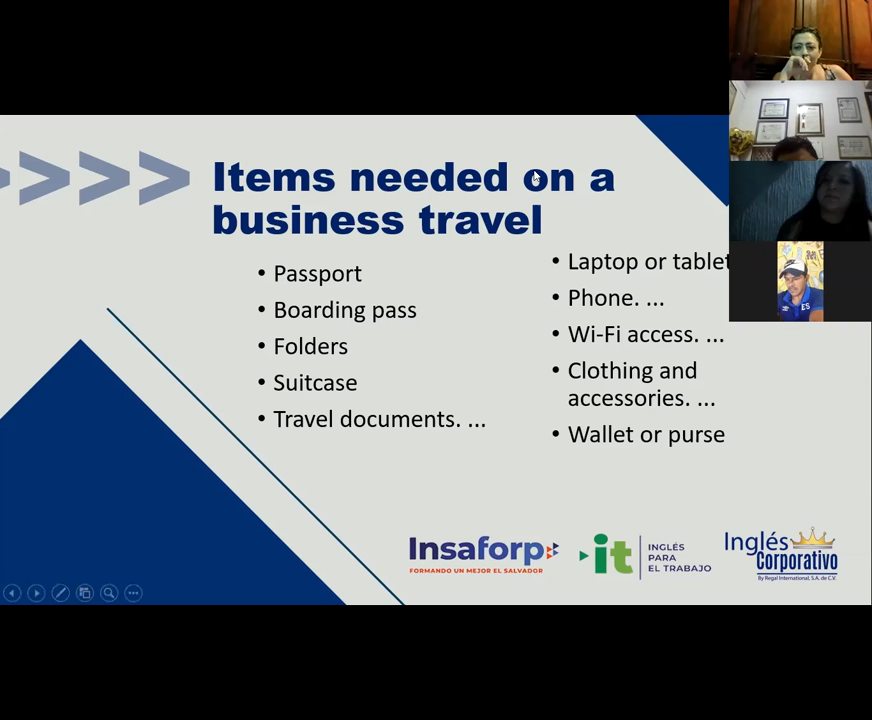 Items needed on a
business travel
• Passport
• Boarding pass
• Folders
• Suitcase
• Travel documents. ...
• Laptop or tablet
• Phone. ...
• Wi-Fi access. ...
• Clothing and
accessories. ...
• Wallet or purse
Insaforp
FORMANDO UN MEJOR EL SALVADOR
it
INGLÉS
PARA
EL TRABAJO
Inglés
Corporativo
By Regal International, S.A. de C.V.
ES